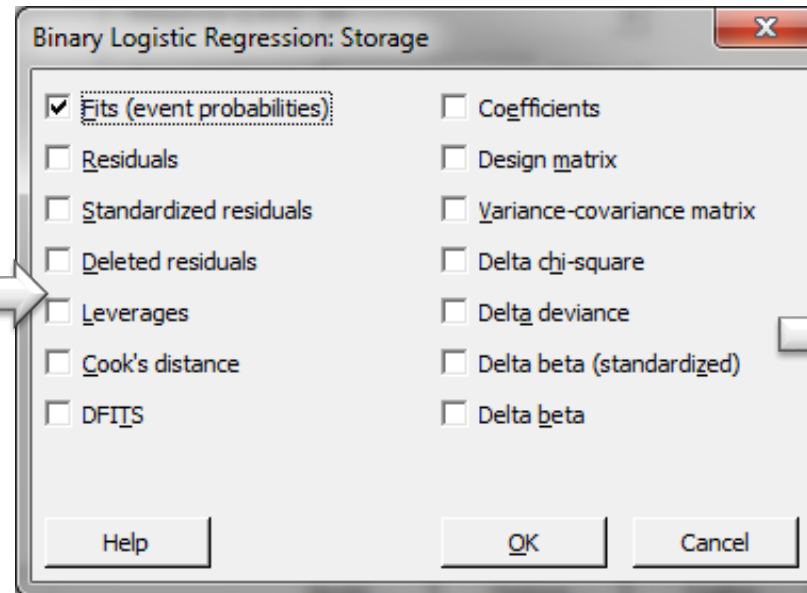 Binary Logistic Regression: Storage
Fits (event probabilities)
Residuals
Standardized residuals
Deleted residuals
Leverages
Cook's distance
DFITS
Coefficients
Design matrix
Variance-covariance matrix
Delta chi-square
Delta deviance
Delta beta (standardized)
Delta beta
Help
OK
Cancel